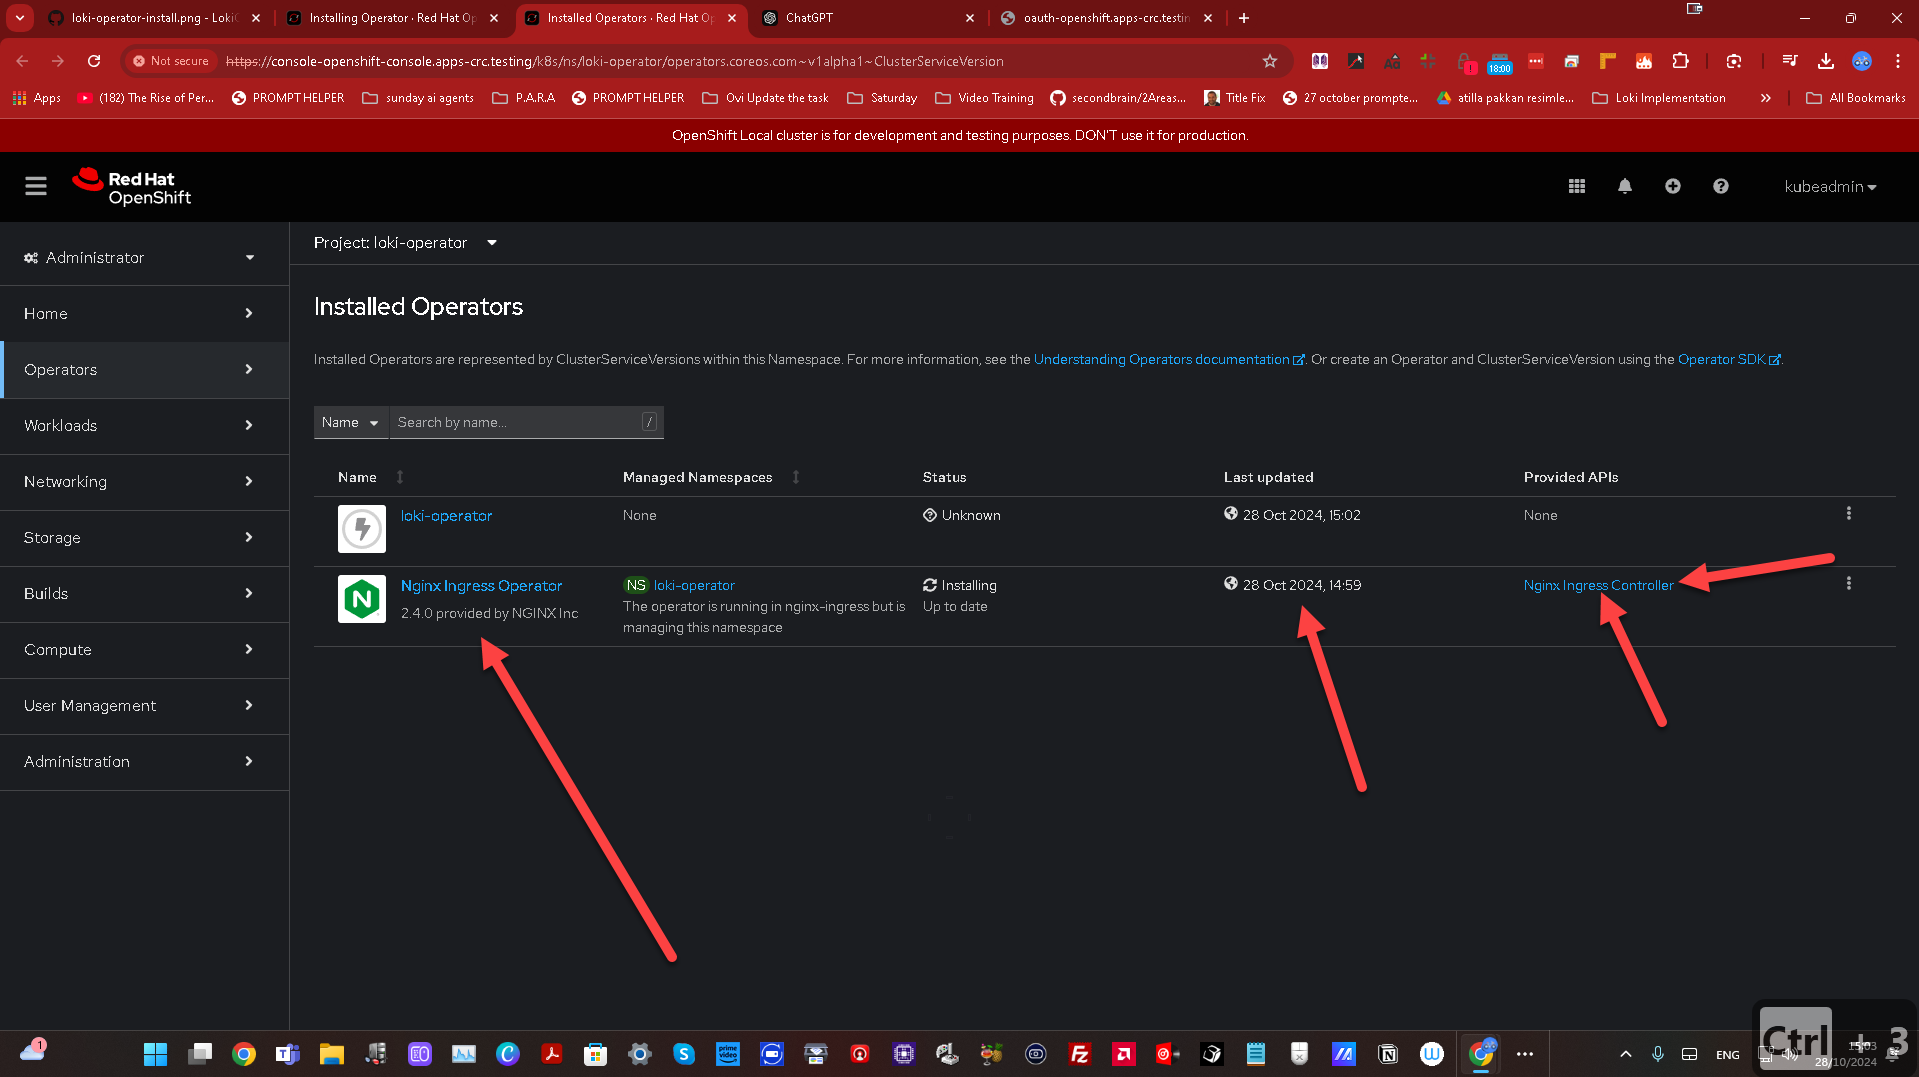 loki-operator-install.png - LokiO
Installing Operator · Red Hat Op
Installed Operators · Red Hat Op
ChatGPT
oauth-openshift.apps-crc.testin
Not secure
https://console-openshift-console.apps-crc.testing/k8s/ns/loki-operator/operators.coreos.com~v1alpha1~ClusterServiceVersion
18:00
Apps
(182) The Rise of Per...
PROMPT HELPER
sunday ai agents
P.A.R.A
PROMPT HELPER
Ovi Update the task
Saturday
Video Training
secondbrain/2Areas...
Title Fix
27 october prompte...
atilla pakkan resimle...
Loki Implementation
All Bookmarks
OpenShift Local cluster is for development and testing purposes. DON'T use it for production.
Red Hat
OpenShift
kubeadmin
Administrator
Home
Operators
Workloads
Networking
Storage
Builds
Compute
User Management
Administration
Project: loki-operator
Installed Operators
Installed Operators are represented by ClusterServiceVersions within this Namespace. For more information, see the Understanding Operators documentation. Or create an Operator and ClusterServiceVersion using the Operator SDK.
Name
Search by name...
/
Name Managed Namespaces Status Last updated Provided APIs
loki-operator None Unknown 28 Oct 2024, 15:02 None
Nginx Ingress Operator NS loki-operator Installing 28 Oct 2024, 14:59 Nginx Ingress Controller
2.4.0 provided by NGINX Inc The operator is running in nginx-ingress but is Up to date
managing this namespace
Ctrl + 3
1
prime video
ENG
15:03
28/10/2024